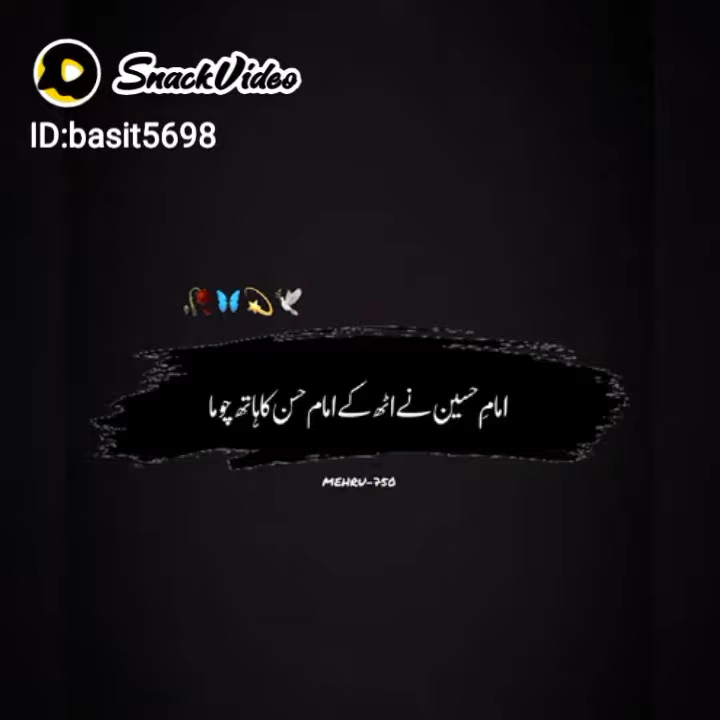 SnackVideo
ID:basit5698
🥀🦋💫🕊
امامِ حسین نے اٹھ کے امام حسن کا ہاتھ چوما
MEHRU-750